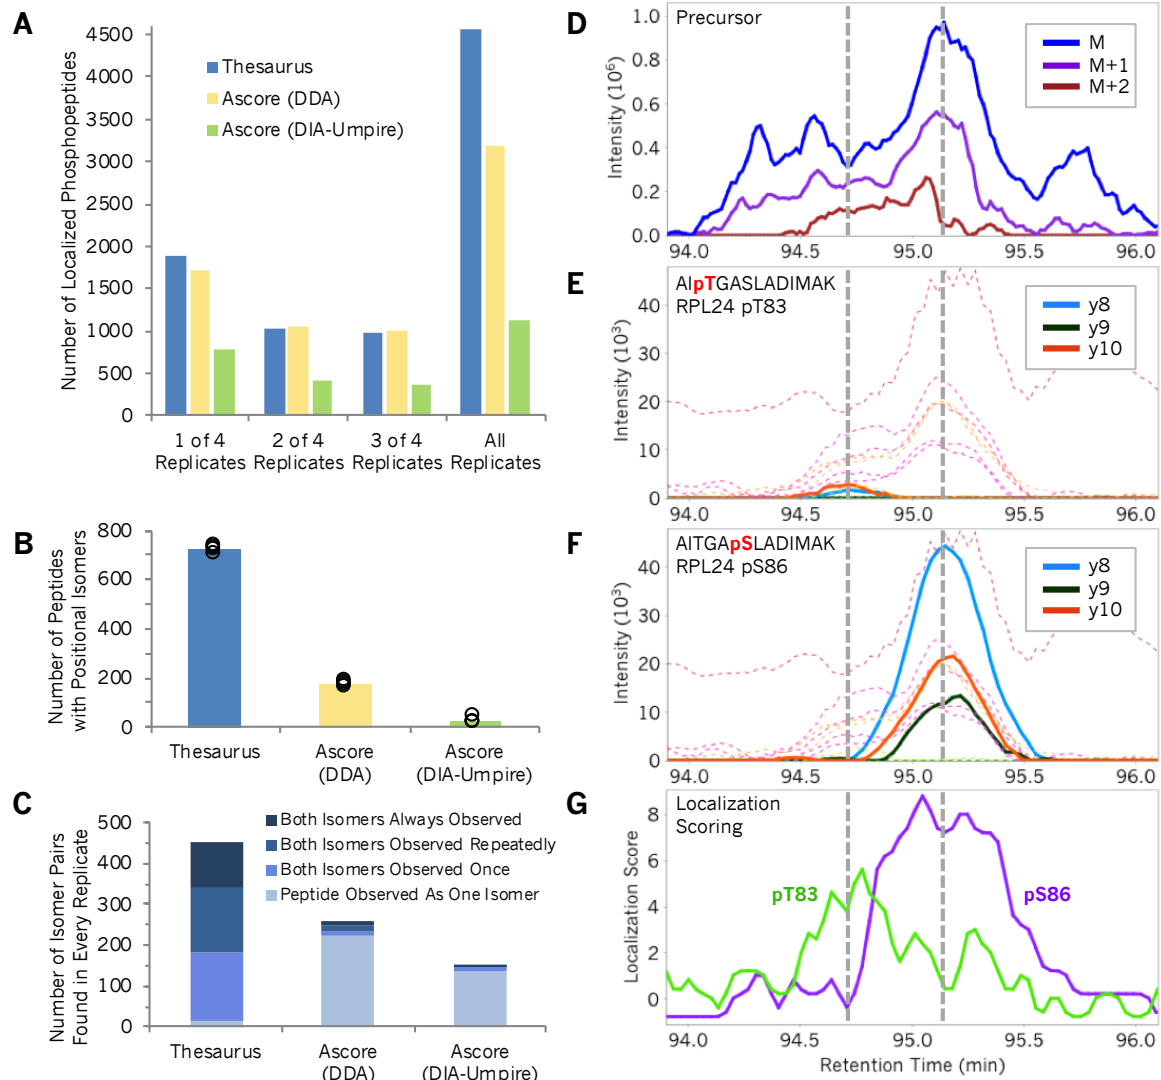 A
Number of Localized Phosphopeptides
4500
4000
3500
3000
2500
2000
1500
1000
500
0
Thesaurus
Ascore (DDA)
Ascore (DIA-Umpire)
1 of 4
Replicates
2 of 4
Replicates
3 of 4
Replicates
All
Replicates
B
Number of Peptides
with Positional Isomers
800
600
400
200
0
Thesaurus
Ascore
(DDA)
Ascore
(DIA-Umpire)
C
Number of Isomer Pairs
Found in Every Replicate
500
400
300
200
100
0
Both Isomers Always Observed
Both Isomers Observed Repeatedly
Both Isomers Observed Once
Peptide Observed As One Isomer
Thesaurus
Ascore
(DDA)
Ascore
(DIA-Umpire)
D
Precursor
Intensity (10⁶)
1.0
0.8
0.6
0.4
0.2
0.0
M
M+1
M+2
94.0
94.5
95.0
95.5
96.0
E
AIpTGASLADIMAK
RPL24 pT83
Intensity (10³)
40
30
20
10
0
y8
y9
y10
94.0
94.5
95.0
95.5
96.0
F
AITGApSLADIMAK
RPL24 pS86
Intensity (10³)
40
30
20
10
0
y8
y9
y10
94.0
94.5
95.0
95.5
96.0
G
Localization
Scoring
Localization Score
8
6
4
2
0
pT83
pS86
94.0
94.5
95.0
95.5
96.0
Retention Time (min)